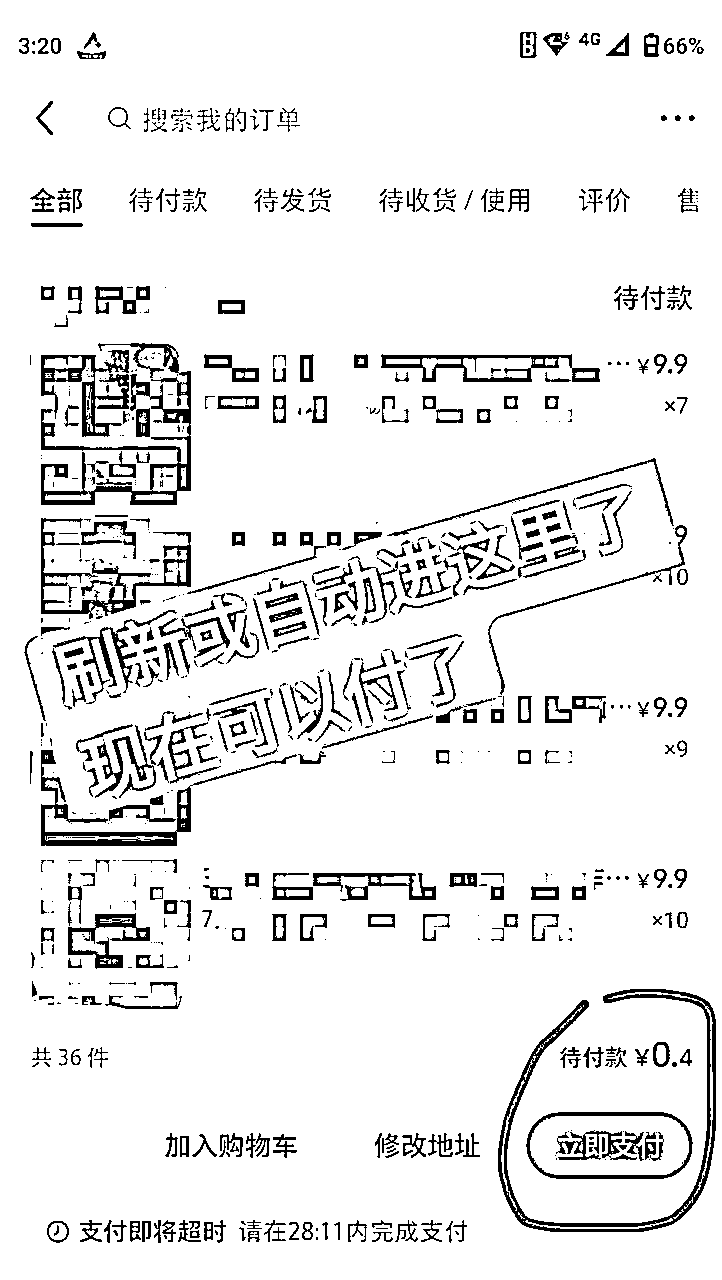 3:20 4G 66%
搜索我的订单
全部 待付款 待发货 待收货 / 使用 评价 售
待付款
… ¥9.9
×7
.9
×10
刷新或自动进这里了
现在可以付了
… ¥9.9
×9
… ¥9.9
7.
×10
共 36 件
待付款 ¥0.4
加入购物车 修改地址 立即支付
支付即将超时 请在28:11内完成支付